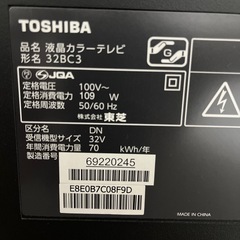 TOSHIBA
品名 液晶カラーテレビ
形名 32BC3
JQA
定格電圧 : 100V~
定格消費電力 : 109 W
定格周波数 : 50/60 Hz
株式会社 東芝
区分名 : DN
受信機型サイズ : 32V
年間消費電力量 : 70 kWh/年
製造番号 :
69220245
E8E0B7C08F9D